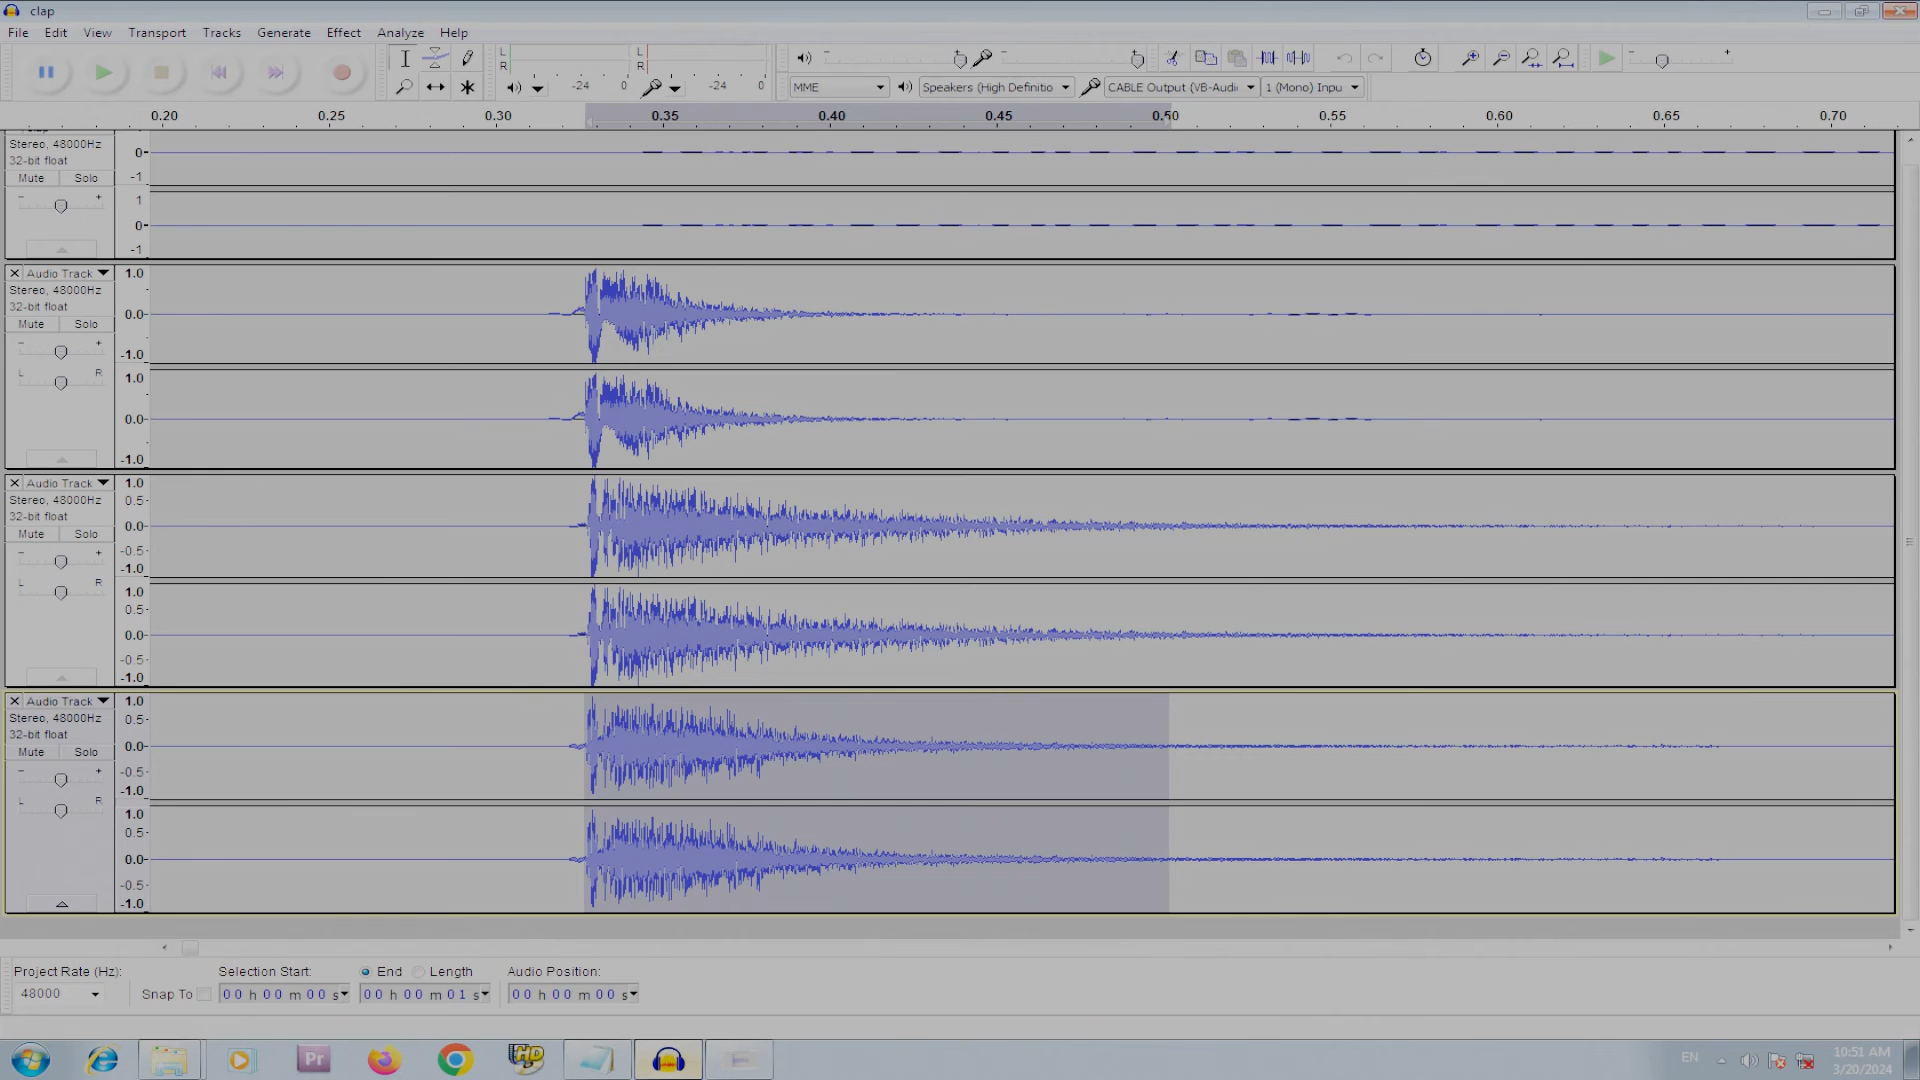 clap
File Edit View Transport Tracks Generate Effect Analyze Help
L
R
-24 0
L
R
-24 0
MME
Speakers (High Definitio
CABLE Output (VB-Audi
1 (Mono) Inpu
0.20 0.25 0.30 0.35 0.40 0.45 0.50 0.55 0.60 0.65 0.70
Stereo, 48000Hz
32-bit float
Mute Solo
- +
0-
-1
1
0-
-1
Audio Track
Stereo, 48000Hz
32-bit float
Mute Solo
- +
L R
1.0
0.0-
-1.0
1.0
0.0-
-1.0
Audio Track
Stereo, 48000Hz
32-bit float
Mute Solo
- +
L R
1.0
0.5-
0.0-
-0.5-
-1.0
1.0
0.5-
0.0-
-0.5-
-1.0
Audio Track
Stereo, 48000Hz
32-bit float
Mute Solo
- +
L R
1.0
0.5-
0.0-
-0.5-
-1.0
1.0
0.5-
0.0-
-0.5-
-1.0
Project Rate (Hz): Selection Start: End Length Audio Position:
48000 Snap To 00 h 00 m 00 s 00 h 00 m 01 s 00 h 00 m 00 s
Pr
HD
EN
10:51 AM
3/20/2024